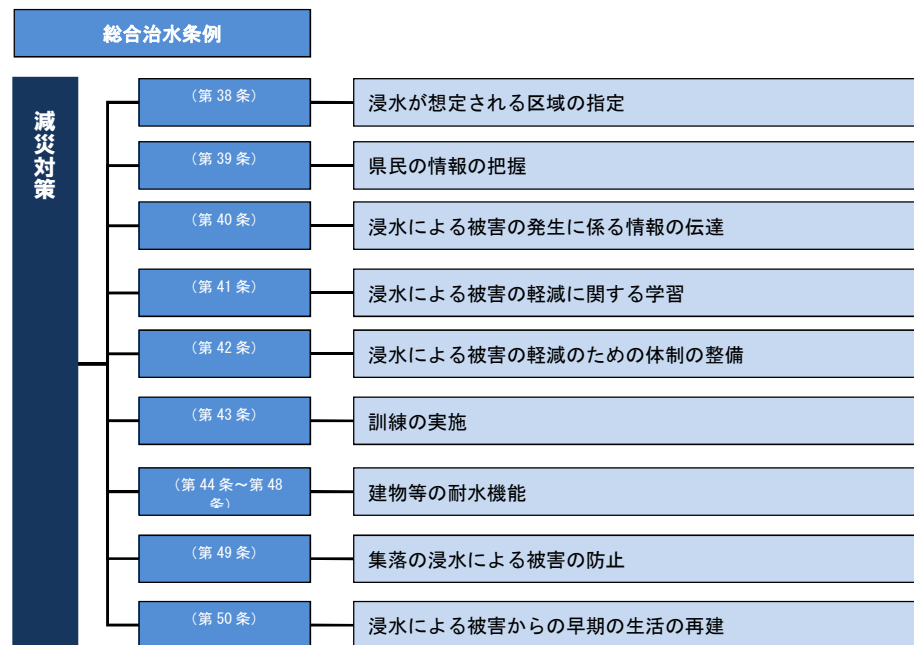 総合治水条例
減災対策
（第 38 条）
浸水が想定される区域の指定
（第 39 条）
県民の情報の把握
（第 40 条）
浸水による被害の発生に係る情報の伝達
（第 41 条）
浸水による被害の軽減に関する学習
（第 42 条）
浸水による被害の軽減のための体制の整備
（第 43 条）
訓練の実施
（第 44 条～第 48
条）
建物等の耐水機能
（第 49 条）
集落の浸水による被害の防止
（第 50 条）
浸水による被害からの早期の生活の再建